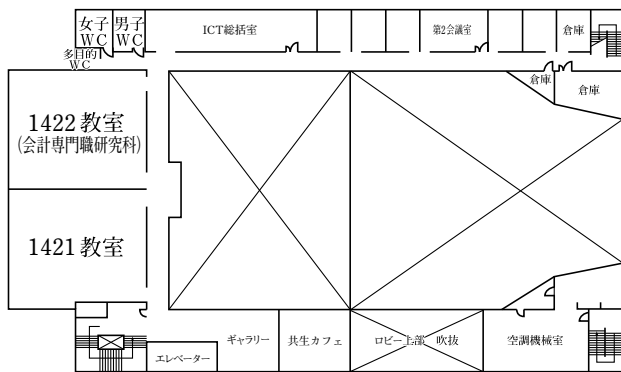 女子
WC
男子
WC
ICT総括室
第2会議室
倉庫
多目的
WC
倉庫
倉庫
1422 教室
(会計専門職研究科)
1421 教室
ギャラリー
共生カフェ
ロビー上部 吹抜
空調機械室
エレベーター